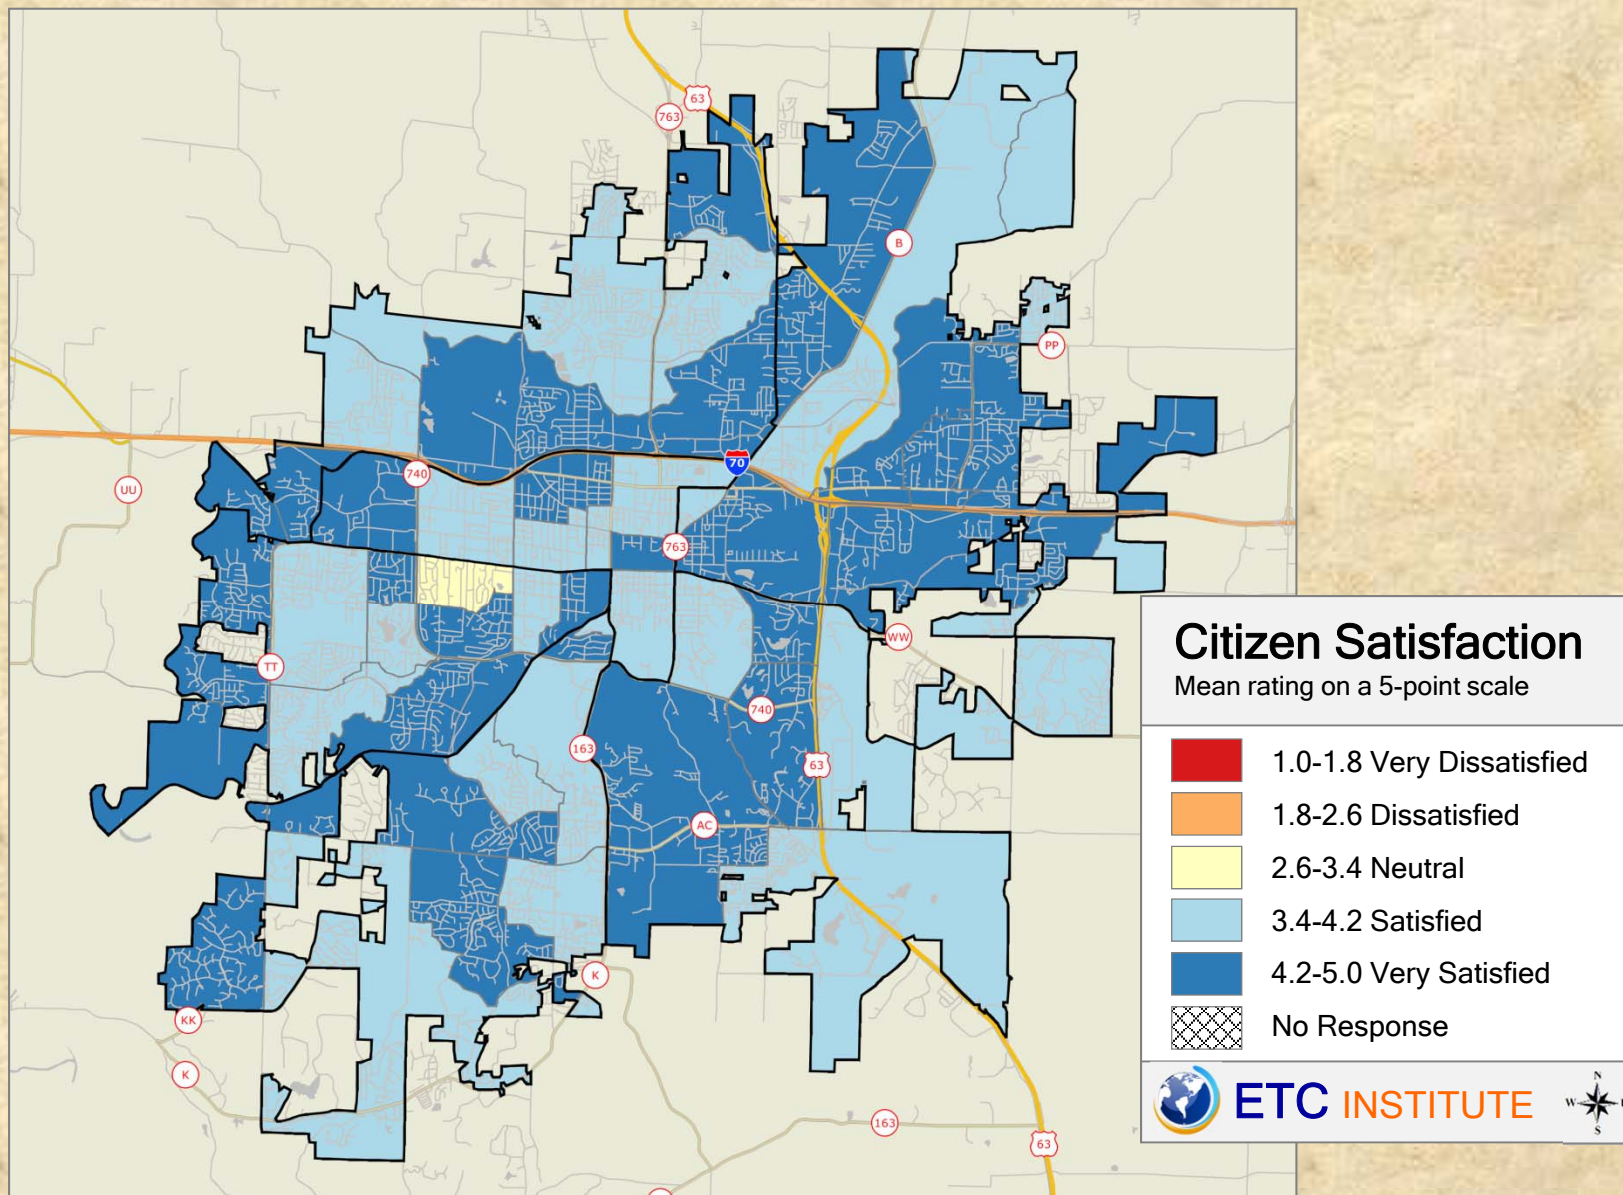 63
763
B
PP
70
740
UU
763
WW
TT
740
163
63
AC
K
KK
K
163
63
Citizen Satisfaction
Mean rating on a 5-point scale
1.0-1.8 Very Dissatisfied
1.8-2.6 Dissatisfied
2.6-3.4 Neutral
3.4-4.2 Satisfied
4.2-5.0 Very Satisfied
No Response
ETC INSTITUTE
N
W
S